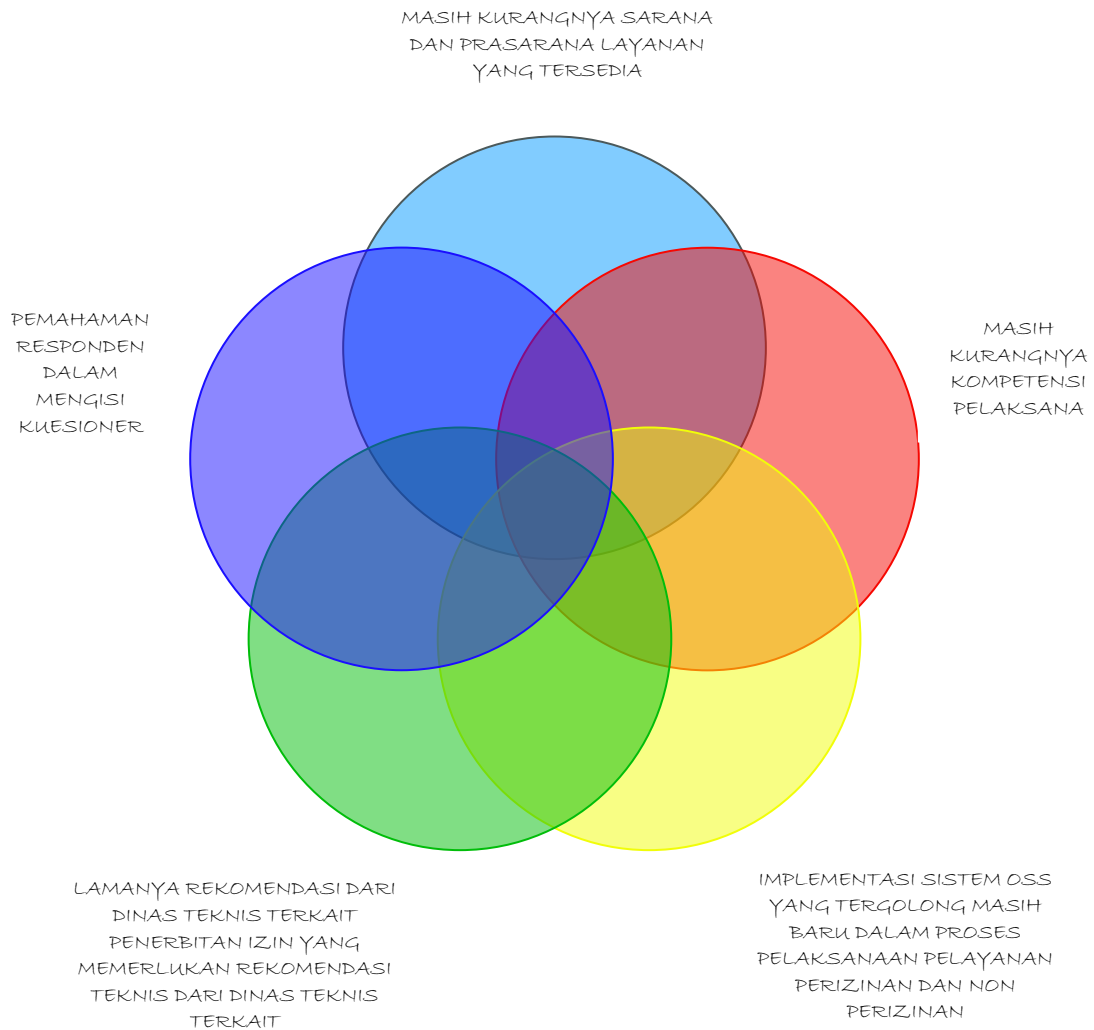 MASIH KURANGNYA SARANA
DAN PRASARANA LAYANAN
YANG TERSEDIA
PEMAHAMAN
RESPONDEN
DALAM
MENGISI
KUESIONER
MASIH
KURANGNYA
KOMPETENSI
PELAKSANA
LAMANYA REKOMENDASI DARI
DINAS TEKNIS TERKAIT
PENERBITAN IZIN YANG
MEMERLUKAN REKOMENDASI
TEKNIS DARI DINAS TEKNIS
TERKAIT
IMPLEMENTASI SISTEM OSS
YANG TERGOLONG MASIH
BARU DALAM PROSES
PELAKSANAAN PELAYANAN
PERIZINAN DAN NON
PERIZINAN